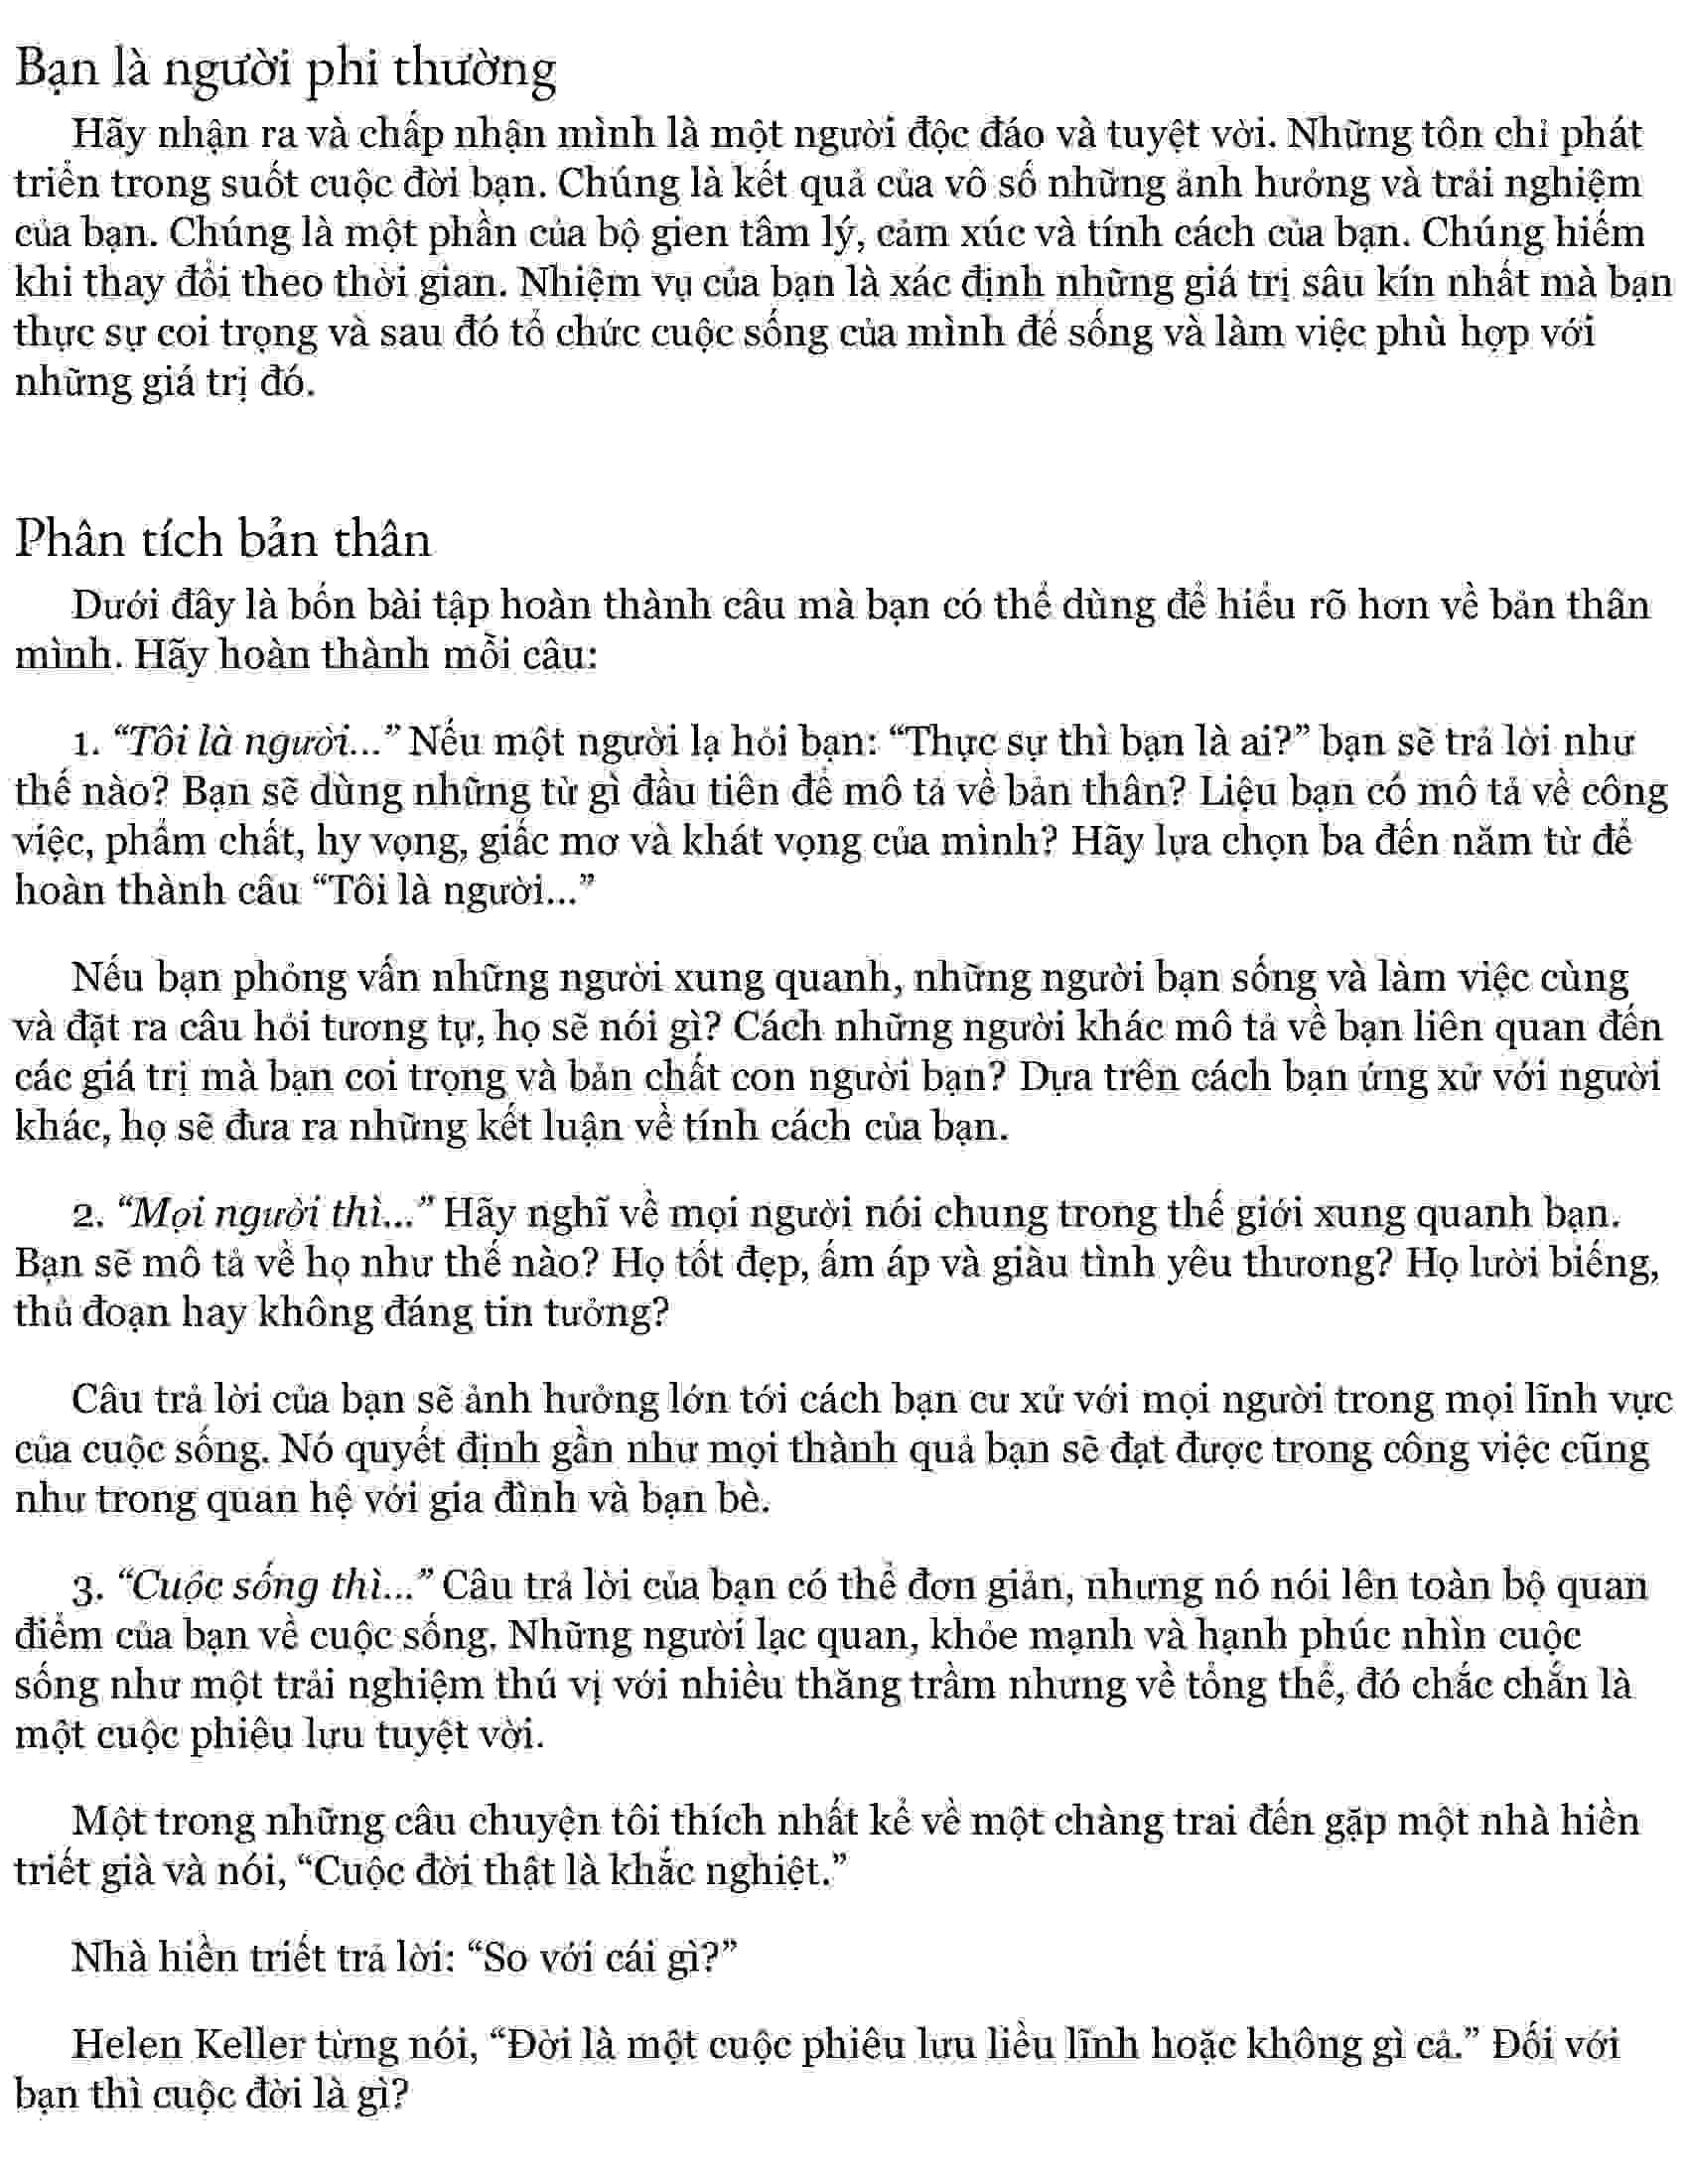 Bạn là người phi thường
Hãy nhận ra và chấp nhận mình là một người độc đáo và tuyệt vời. Những tôn chỉ phát
triển trong suốt cuộc đời bạn. Chúng là kết quả của vô số những ảnh hưởng và trải nghiệm
của bạn. Chúng là một phần của bộ gien tâm lý, cảm xúc và tính cách của bạn. Chúng hiếm
khi thay đổi theo thời gian. Nhiệm vụ của bạn là xác định những giá trị sâu kín nhất mà bạn
thực sự coi trọng và sau đó tổ chức cuộc sống của mình để sống và làm việc phù hợp với
những giá trị đó.
Phân tích bản thân
Dưới đây là bốn bài tập hoàn thành câu mà bạn có thể dùng để hiểu rõ hơn về bản thân
mình. Hãy hoàn thành mỗi câu:
1. “Tôi là người...” Nếu một người lạ hỏi bạn: “Thực sự thì bạn là ai?” bạn sẽ trả lời như
thế nào? Bạn sẽ dùng những từ gì đầu tiên để mô tả về bản thân? Liệu bạn có mô tả về công
việc, phẩm chất, hy vọng, giấc mơ và khát vọng của mình? Hãy lựa chọn ba đến năm từ để
hoàn thành câu “Tôi là người...”
Nếu bạn phỏng vấn những người xung quanh, những người bạn sống và làm việc cùng
và đặt ra câu hỏi tương tự, họ sẽ nói gì? Cách những người khác mô tả về bạn liên quan đến
các giá trị mà bạn coi trọng và bản chất con người bạn? Dựa trên cách bạn ứng xử với người
khác, họ sẽ đưa ra những kết luận về tính cách của bạn.
2. “Mọi người thì...” Hãy nghĩ về mọi người nói chung trong thế giới xung quanh bạn.
Bạn sẽ mô tả về họ như thế nào? Họ tốt đẹp, ấm áp và giàu tình yêu thương? Họ lười biếng,
thủ đoạn hay không đáng tin tưởng?
Câu trả lời của bạn sẽ ảnh hưởng lớn tới cách bạn cư xử với mọi người trong mọi lĩnh vực
của cuộc sống. Nó quyết định gần như mọi thành quả bạn sẽ đạt được trong công việc cũng
như trong quan hệ với gia đình và bạn bè.
3. “Cuộc sống thì...” Câu trả lời của bạn có thể đơn giản, nhưng nó nói lên toàn bộ quan
điểm của bạn về cuộc sống. Những người lạc quan, khỏe mạnh và hạnh phúc nhìn cuộc
sống như một trải nghiệm thú vị với nhiều thăng trầm nhưng về tổng thể, đó chắc chắn là
một cuộc phiêu lưu tuyệt vời.
Một trong những câu chuyện tôi thích nhất kể về một chàng trai đến gặp một nhà hiền
triết già và nói, “Cuộc đời thật là khắc nghiệt.”
Nhà hiền triết trả lời: “So với cái gì?”
Helen Keller từng nói, “Đời là một cuộc phiêu lưu liều lĩnh hoặc không gì cả.” Đối với
bạn thì cuộc đời là gì?